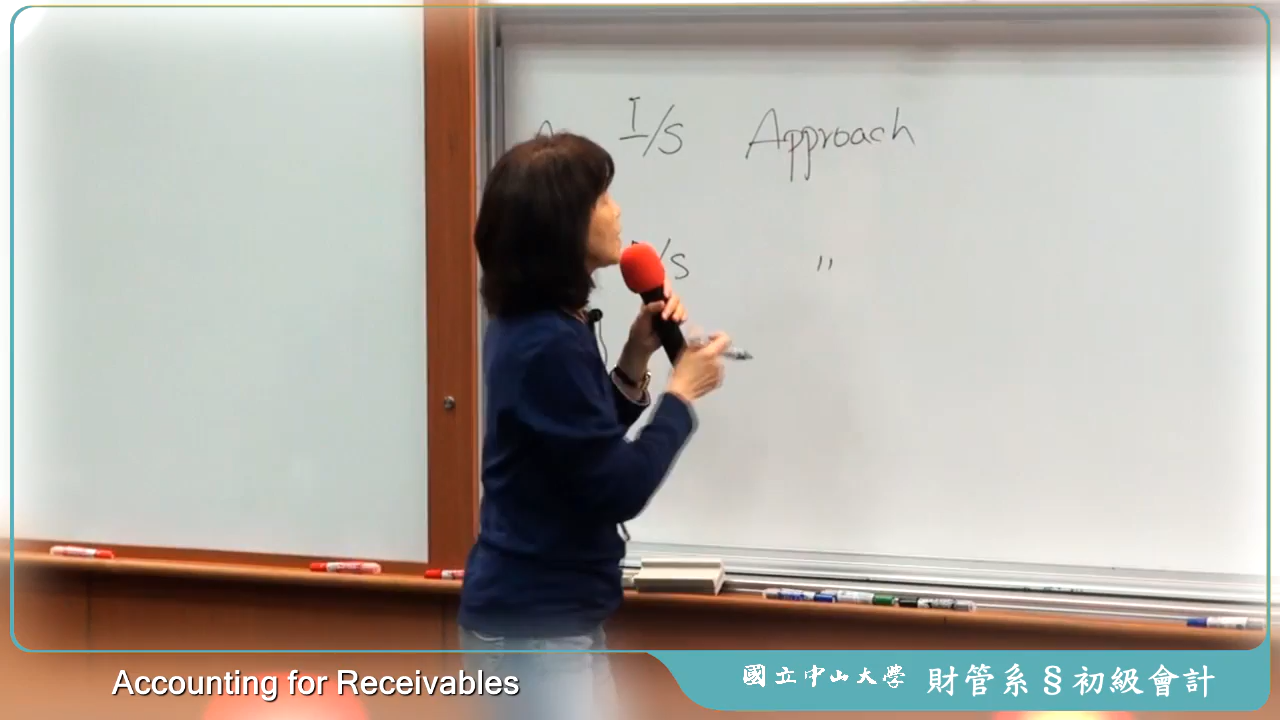 I/S Approach
/S "
Accounting for Receivables
國立中山大學 財管系§初級會計